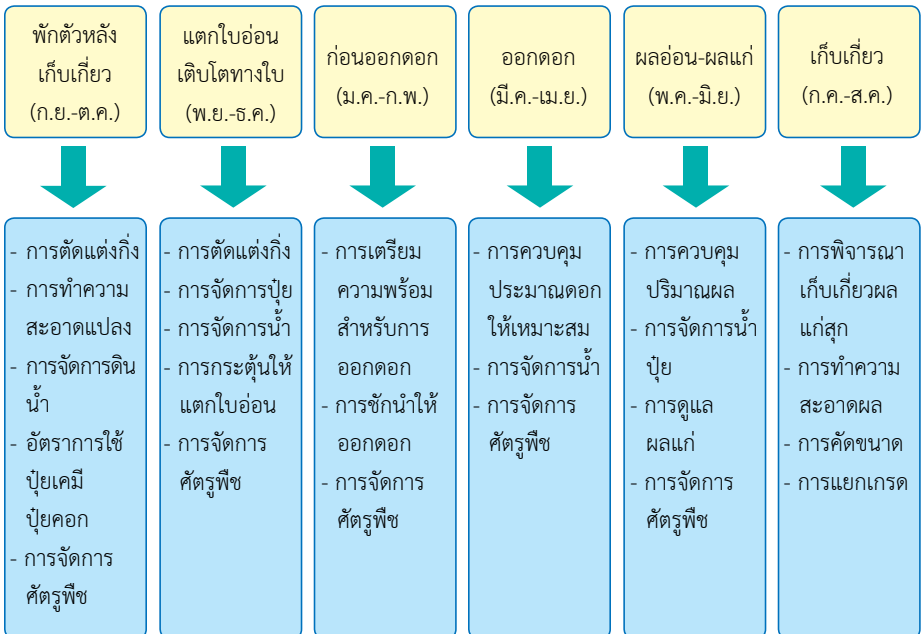 พักตัวหลัง
เก็บเกี่ยว
(ก.ย.-ต.ค.)
แตกใบอ่อน
เติบโตทางใบ
(พ.ย.-ธ.ค.)
ก่อนออกดอก
(ม.ค.-ก.พ.)
ออกดอก
(มี.ค.-เม.ย.)
ผลอ่อน-ผลแก่
(พ.ค.-มิ.ย.)
เก็บเกี่ยว
(ก.ค.-ส.ค.)
- การตัดแต่งกิ่ง
- การทำความ
สะอาดแปลง
- การจัดการดิน
น้ำ
- อัตราการใช้
ปุ๋ยเคมี
ปุ๋ยคอก
- การจัดการ
ศัตรูพืช
- การตัดแต่งกิ่ง
- การจัดการปุ๋ย
- การจัดการน้ำ
- การกระตุ้นให้
แตกใบอ่อน
- การจัดการ
ศัตรูพืช
- การเตรียม
ความพร้อม
สำหรับการ
ออกดอก
- การชักนำให้
ออกดอก
- การจัดการ
ศัตรูพืช
- การควบคุม
ประมาณดอก
ให้เหมาะสม
- การจัดการน้ำ
- การจัดการ
ศัตรูพืช
- การควบคุม
ปริมาณผล
- การจัดการน้ำ
ปุ๋ย
- การดูแล
ผลแก่
- การจัดการ
ศัตรูพืช
- การพิจารณา
เก็บเกี่ยวผล
แก่สุก
- การทำความ
สะอาดผล
- การคัดขนาด
- การแยกเกรด